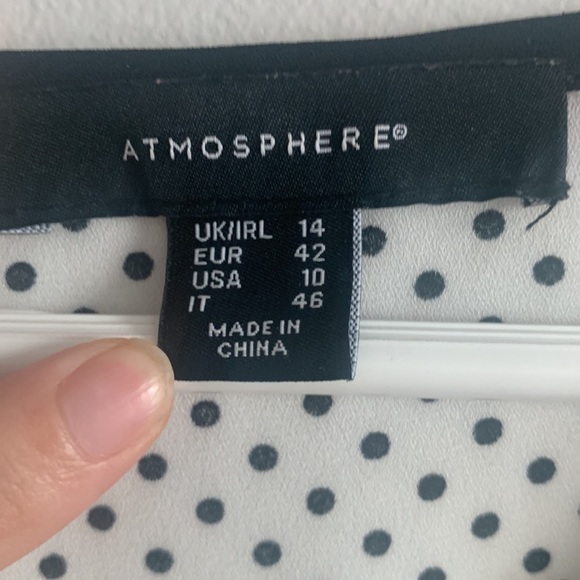 ATMOSPHERE®
UK/IRL 14
EUR 42
USA 10
IT 46
MADE IN
CHINA